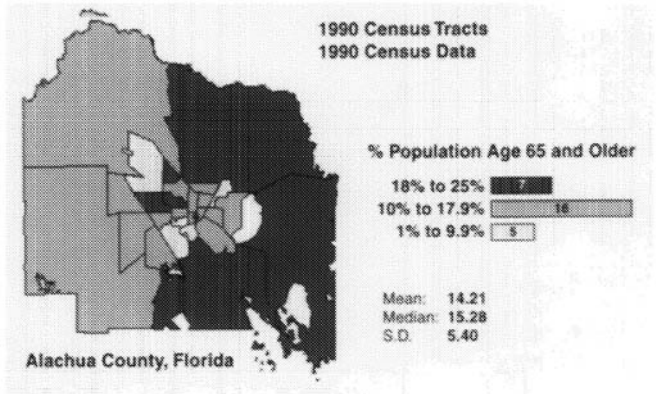 1990 Census Tracts
1990 Census Data
% Population Age 65 and Older
18% to 25% 7
10% to 17.9% 16
1% to 9.9% 5
Mean: 14.21
Median: 15.28
S.D. 5.40
Alachua County, Florida